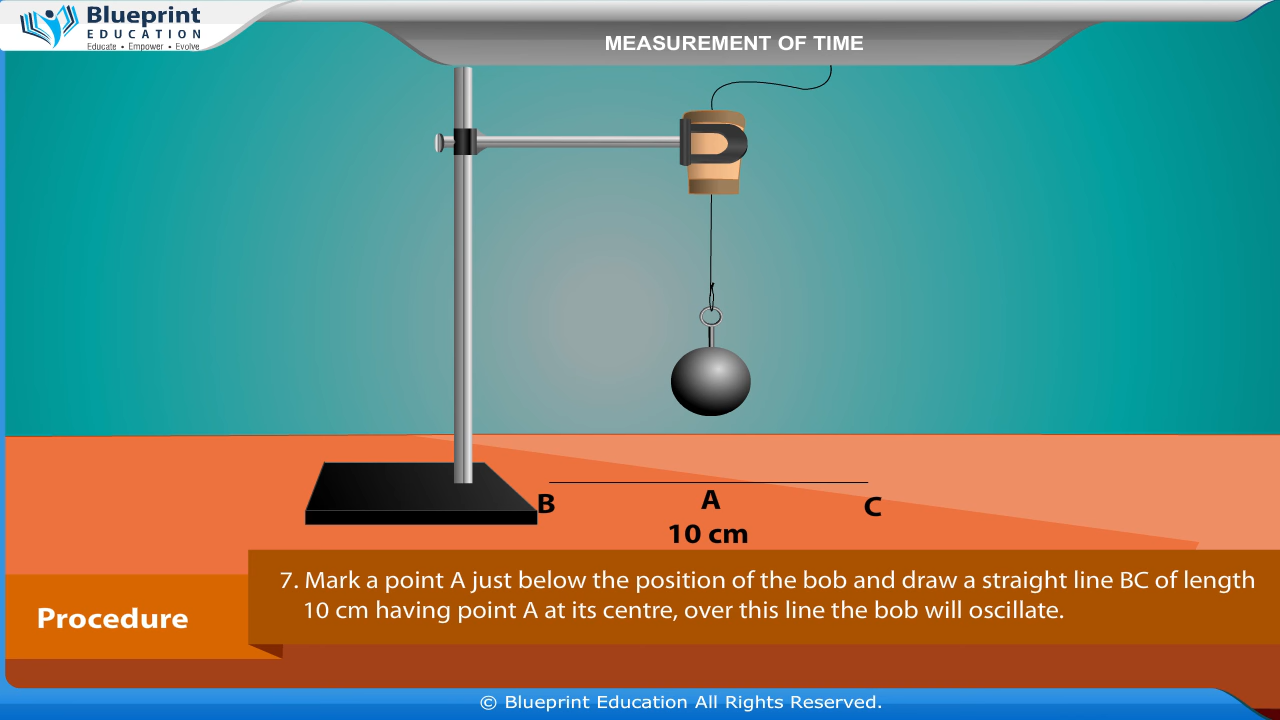 Blueprint
EDUCATION
Educate • Empower • Evolve
MEASUREMENT OF TIME
B
A
C
10 cm
7. Mark a point A just below the position of the bob and draw a straight line BC of length
10 cm having point A at its centre, over this line the bob will oscillate.
Procedure
© Blueprint Education All Rights Reserved.